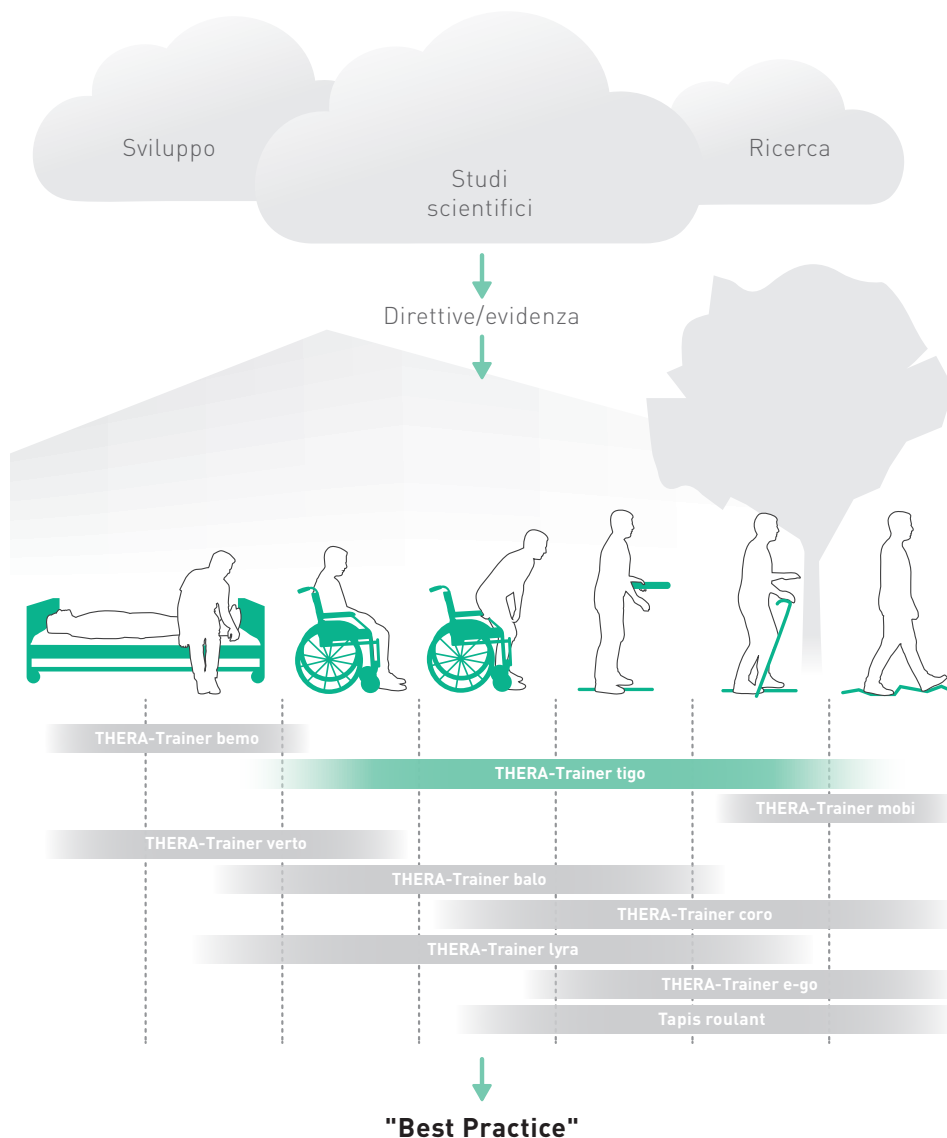 Sviluppo
Ricerca
Studi
scientifici
Direttive/evidenza
THERA-Trainer bemo
THERA-Trainer tigo
THERA-Trainer mobi
THERA-Trainer verto
THERA-Trainer balo
THERA-Trainer coro
THERA-Trainer lyra
THERA-Trainer e-go
Tapis roulant
"Best Practice"